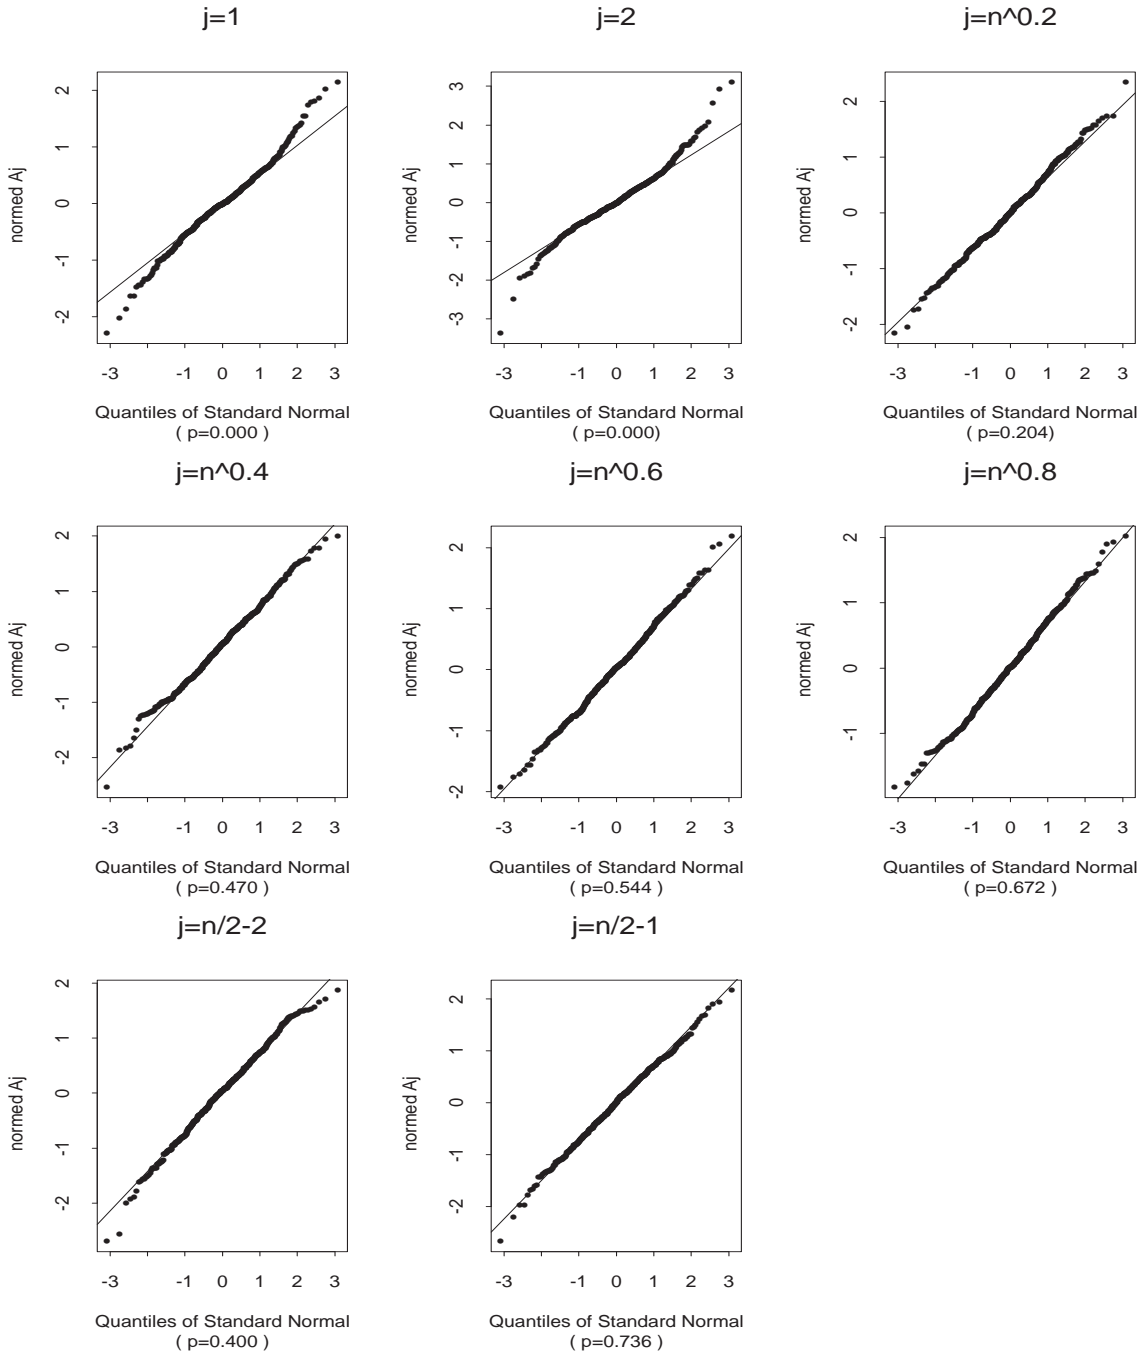 j=1
2
1
0
-1
-2
normed Aj
-3 -1 0 1 2 3
Quantiles of Standard Normal
( p=0.000 )
j=2
3
2
1
0
-1
-2
-3
normed Aj
-3 -1 0 1 2 3
Quantiles of Standard Normal
( p=0.000)
j=n^0.2
2
1
0
-1
-2
normed Aj
-3 -1 0 1 2 3
Quantiles of Standard Normal
( p=0.204)
j=n^0.4
2
1
0
-1
-2
normed Aj
-3 -1 0 1 2 3
Quantiles of Standard Normal
( p=0.470 )
j=n^0.6
2
1
0
-1
-2
normed Aj
-3 -1 0 1 2 3
Quantiles of Standard Normal
( p=0.544 )
j=n^0.8
2
1
0
-1
normed Aj
-3 -1 0 1 2 3
Quantiles of Standard Normal
( p=0.672 )
j=n/2-2
2
1
0
-1
-2
normed Aj
-3 -1 0 1 2 3
Quantiles of Standard Normal
( p=0.400 )
j=n/2-1
2
1
0
-1
-2
normed Aj
-3 -1 0 1 2 3
Quantiles of Standard Normal
( p=0.736 )